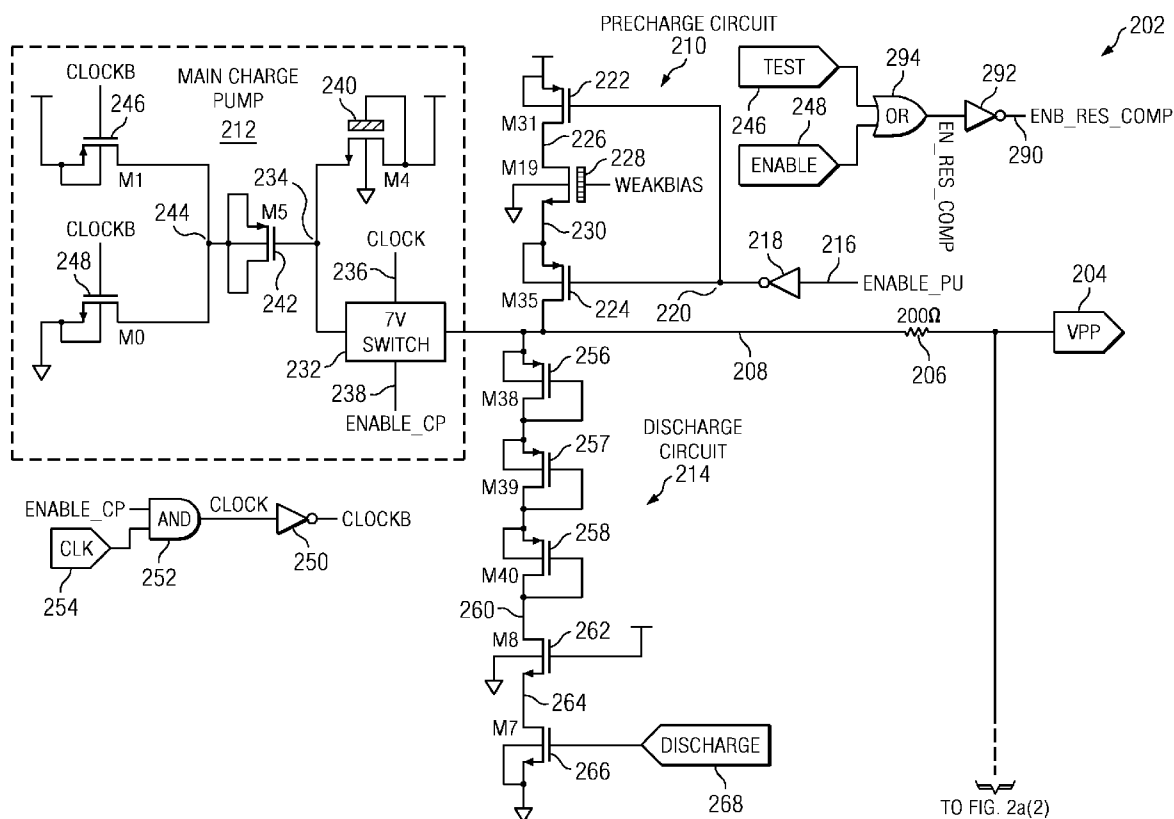 PRECHARGE CIRCUIT
210
202
MAIN CHARGE
PUMP
212
CLOCKB
246
M1
240
M4
234
244
M5
242
CLOCKB
248
M0
CLOCK
236
7V
SWITCH
232
238
ENABLE_CP
222
M31
226
M19
228
WEAKBIAS
230
M35
224
220
218
216
ENABLE_PU
TEST
246
248
ENABLE
294
OR
EN_RES_COMP
292
ENB_RES_COMP
290
200Ω
206
208
204
VPP
256
M38
257
M39
258
M40
260
DISCHARGE
CIRCUIT
214
M8
262
264
M7
266
DISCHARGE
268
ENABLE_CP
CLK
254
AND
252
CLOCK
250
CLOCKB
TO FIG. 2a(2)